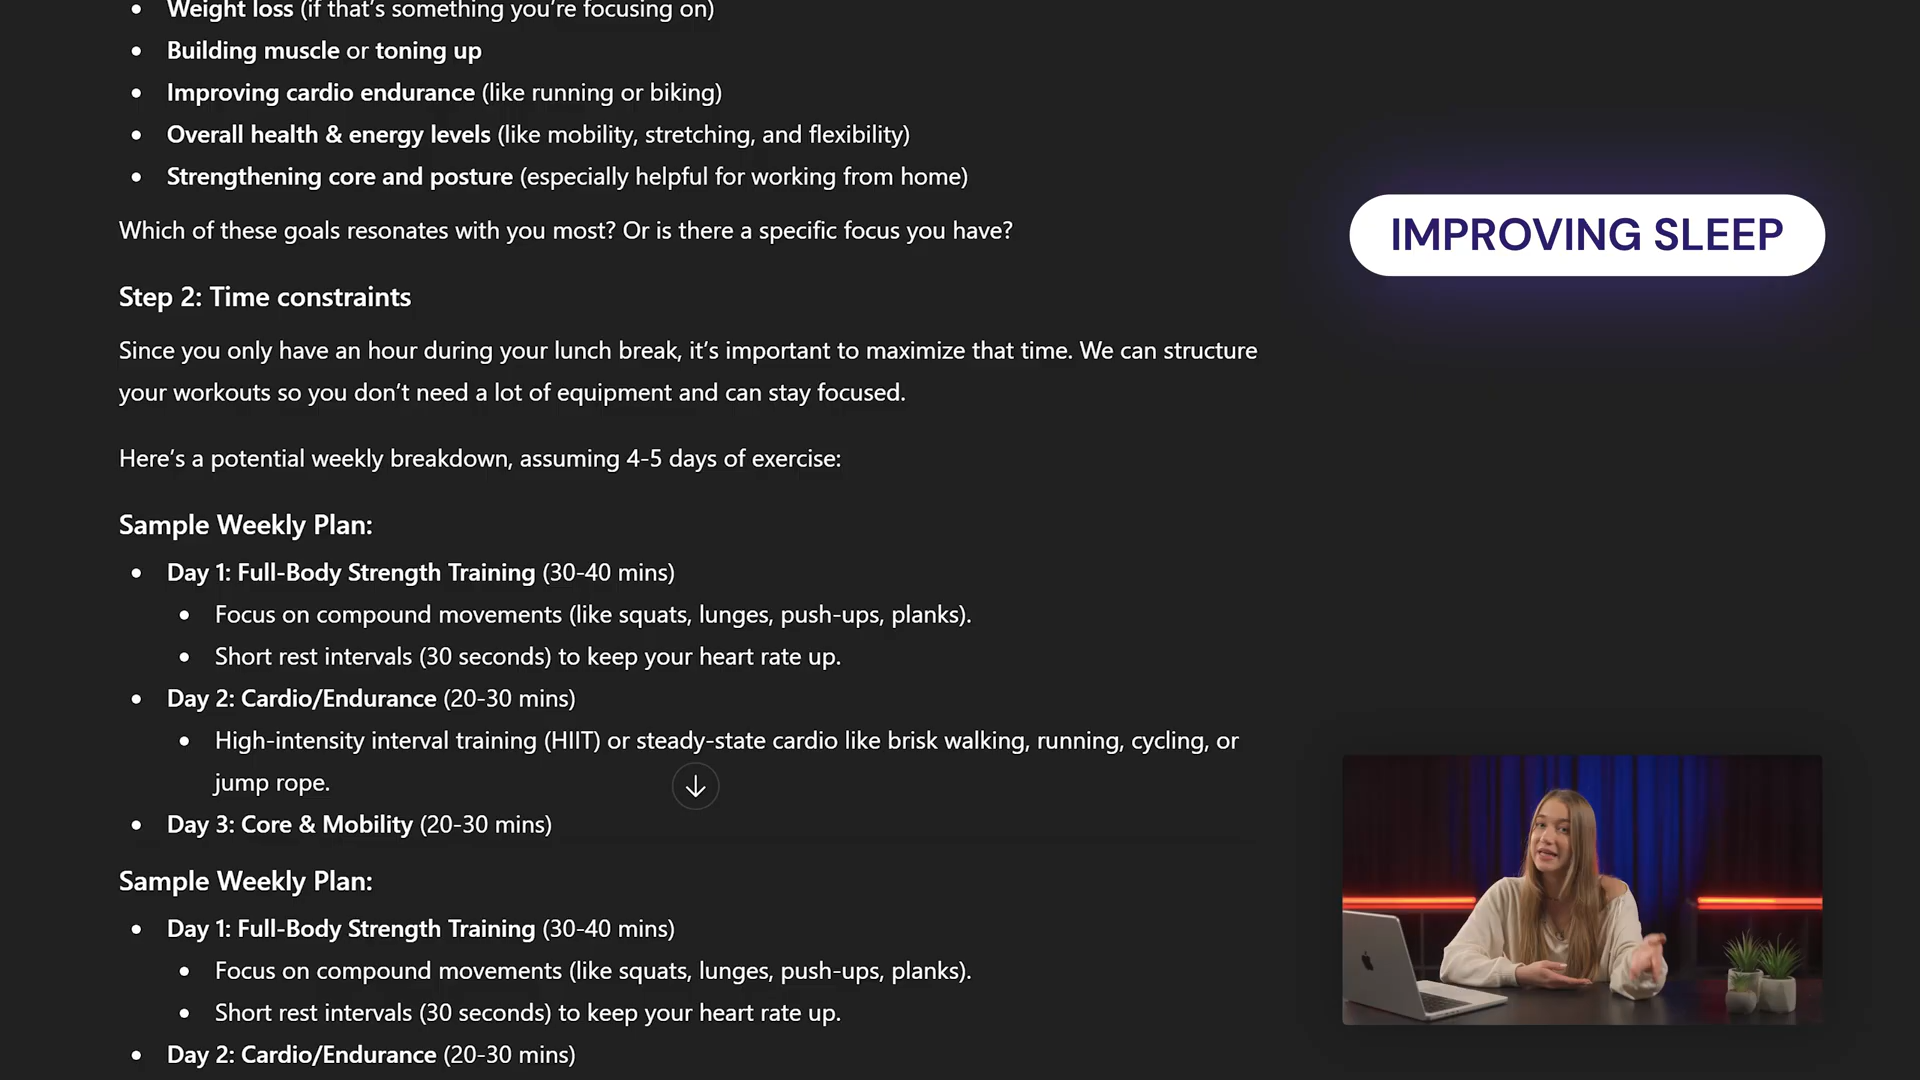 • Weight loss (if that’s something you’re focusing on)
• Building muscle or toning up
• Improving cardio endurance (like running or biking)
• Overall health & energy levels (like mobility, stretching, and flexibility)
• Strengthening core and posture (especially helpful for working from home)
Which of these goals resonates with you most? Or is there a specific focus you have?
Step 2: Time constraints
Since you only have an hour during your lunch break, it’s important to maximize that time. We can structure
your workouts so you don’t need a lot of equipment and can stay focused.
Here’s a potential weekly breakdown, assuming 4-5 days of exercise:
Sample Weekly Plan:
• Day 1: Full-Body Strength Training (30-40 mins)
• Focus on compound movements (like squats, lunges, push-ups, planks).
• Short rest intervals (30 seconds) to keep your heart rate up.
• Day 2: Cardio/Endurance (20-30 mins)
• High-intensity interval training (HIIT) or steady-state cardio like brisk walking, running, cycling, or
jump rope.
• Day 3: Core & Mobility (20-30 mins)
Sample Weekly Plan:
• Day 1: Full-Body Strength Training (30-40 mins)
• Focus on compound movements (like squats, lunges, push-ups, planks).
• Short rest intervals (30 seconds) to keep your heart rate up.
• Day 2: Cardio/Endurance (20-30 mins)
IMPROVING SLEEP